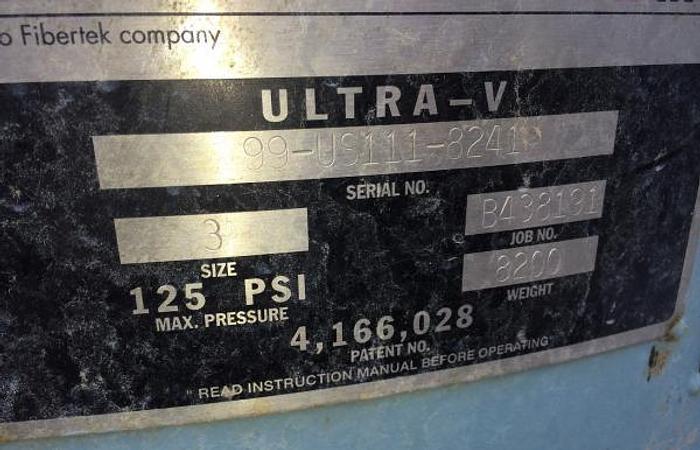 o Fibertek company
ULTRA-V
99-US111-8241
SERIAL NO.
3
SIZE
B438191
JOB NO.
8200
WEIGHT
125 PSI
MAX. PRESSURE
4,166,028
PATENT NO.
"READ INSTRUCTION MANUAL BEFORE OPERATING"